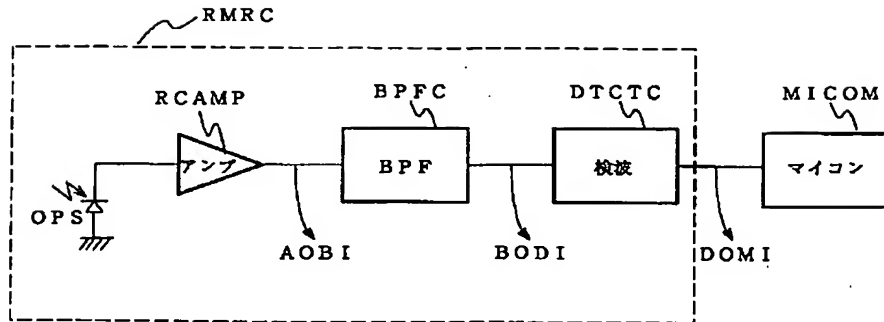 RMRC
RCAMP
BPFC
DTCTC
MICOM
アンプ
BPF
検波
マイコン
OPS
AOBI
BODI
DOMI